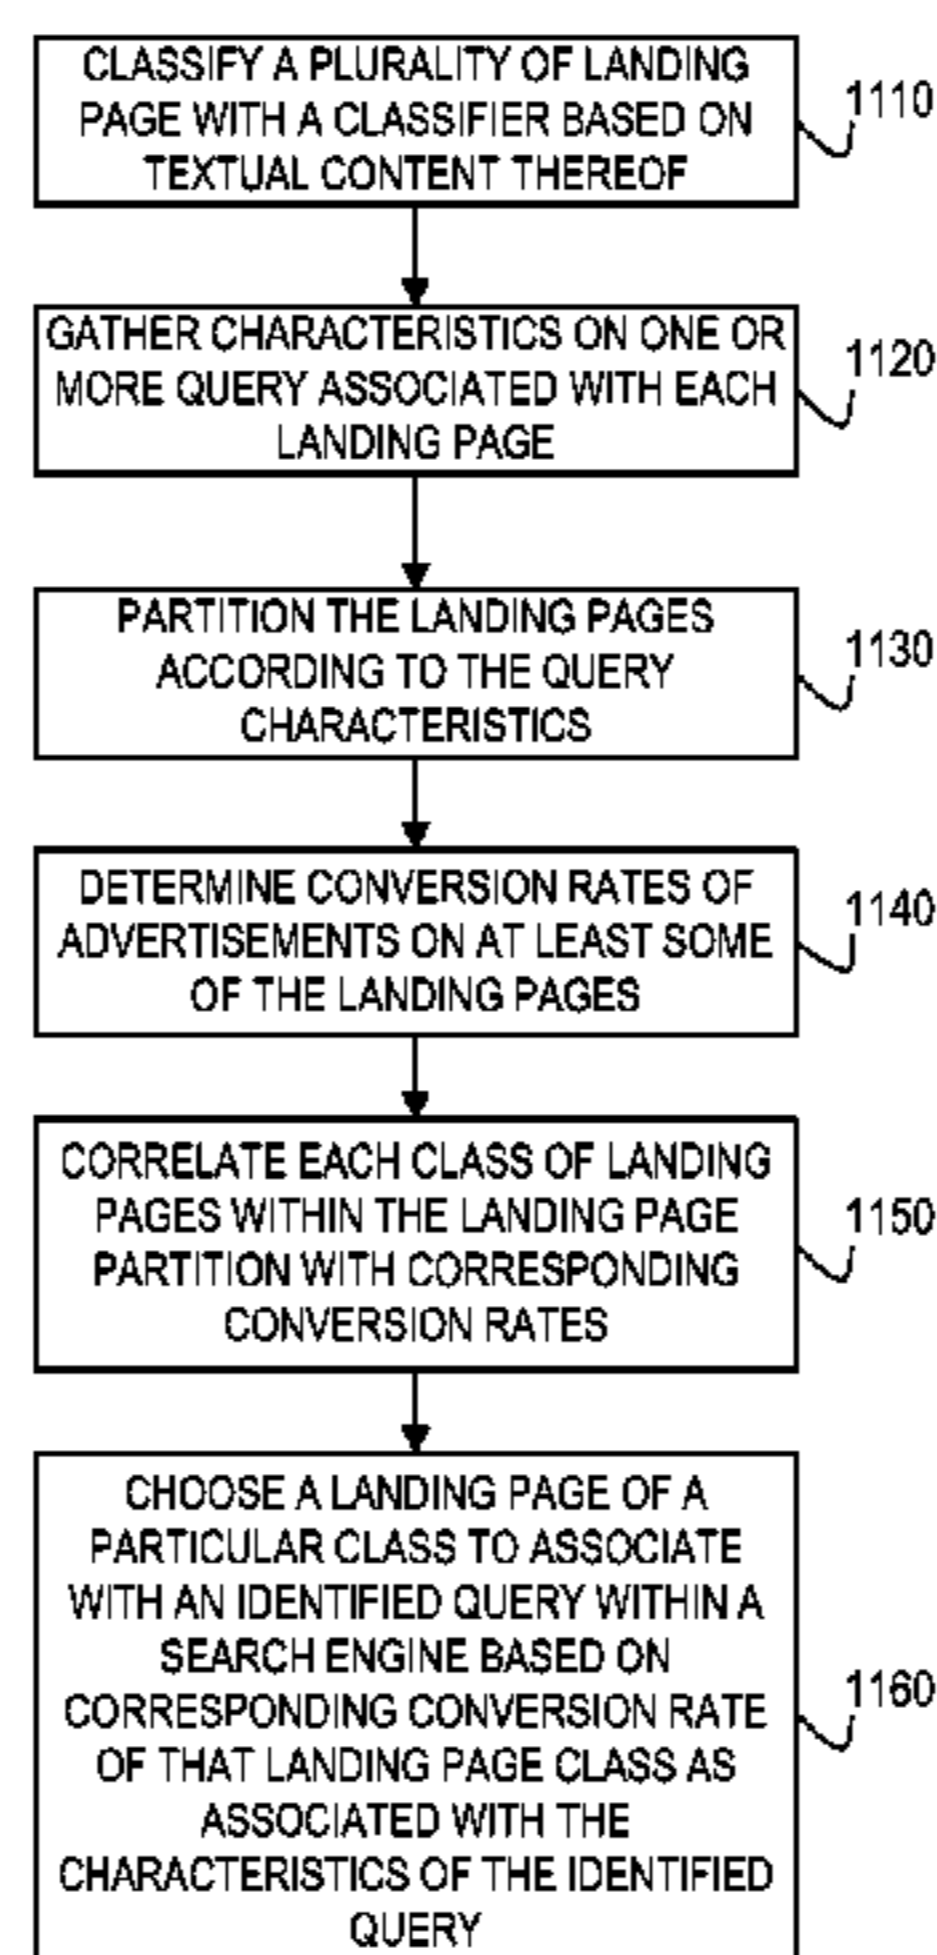 CLASSIFY A PLURALITY OF LANDING
PAGE WITH A CLASSIFIER BASED ON
TEXTUAL CONTENT THEREOF
1110
GATHER CHARACTERISTICS ON ONE OR
MORE QUERY ASSOCIATED WITH EACH
LANDING PAGE
1120
PARTITION THE LANDING PAGES
ACCORDING TO THE QUERY
CHARACTERISTICS
1130
DETERMINE CONVERSION RATES OF
ADVERTISEMENTS ON AT LEAST SOME
OF THE LANDING PAGES
1140
CORRELATE EACH CLASS OF LANDING
PAGES WITHIN THE LANDING PAGE
PARTITION WITH CORRESPONDING
CONVERSION RATES
1150
CHOOSE A LANDING PAGE OF A
PARTICULAR CLASS TO ASSOCIATE
WITH AN IDENTIFIED QUERY WITHIN A
SEARCH ENGINE BASED ON
CORRESPONDING CONVERSION RATE
OF THAT LANDING PAGE CLASS AS
ASSOCIATED WITH THE
CHARACTERISTICS OF THE IDENTIFIED
QUERY
1160